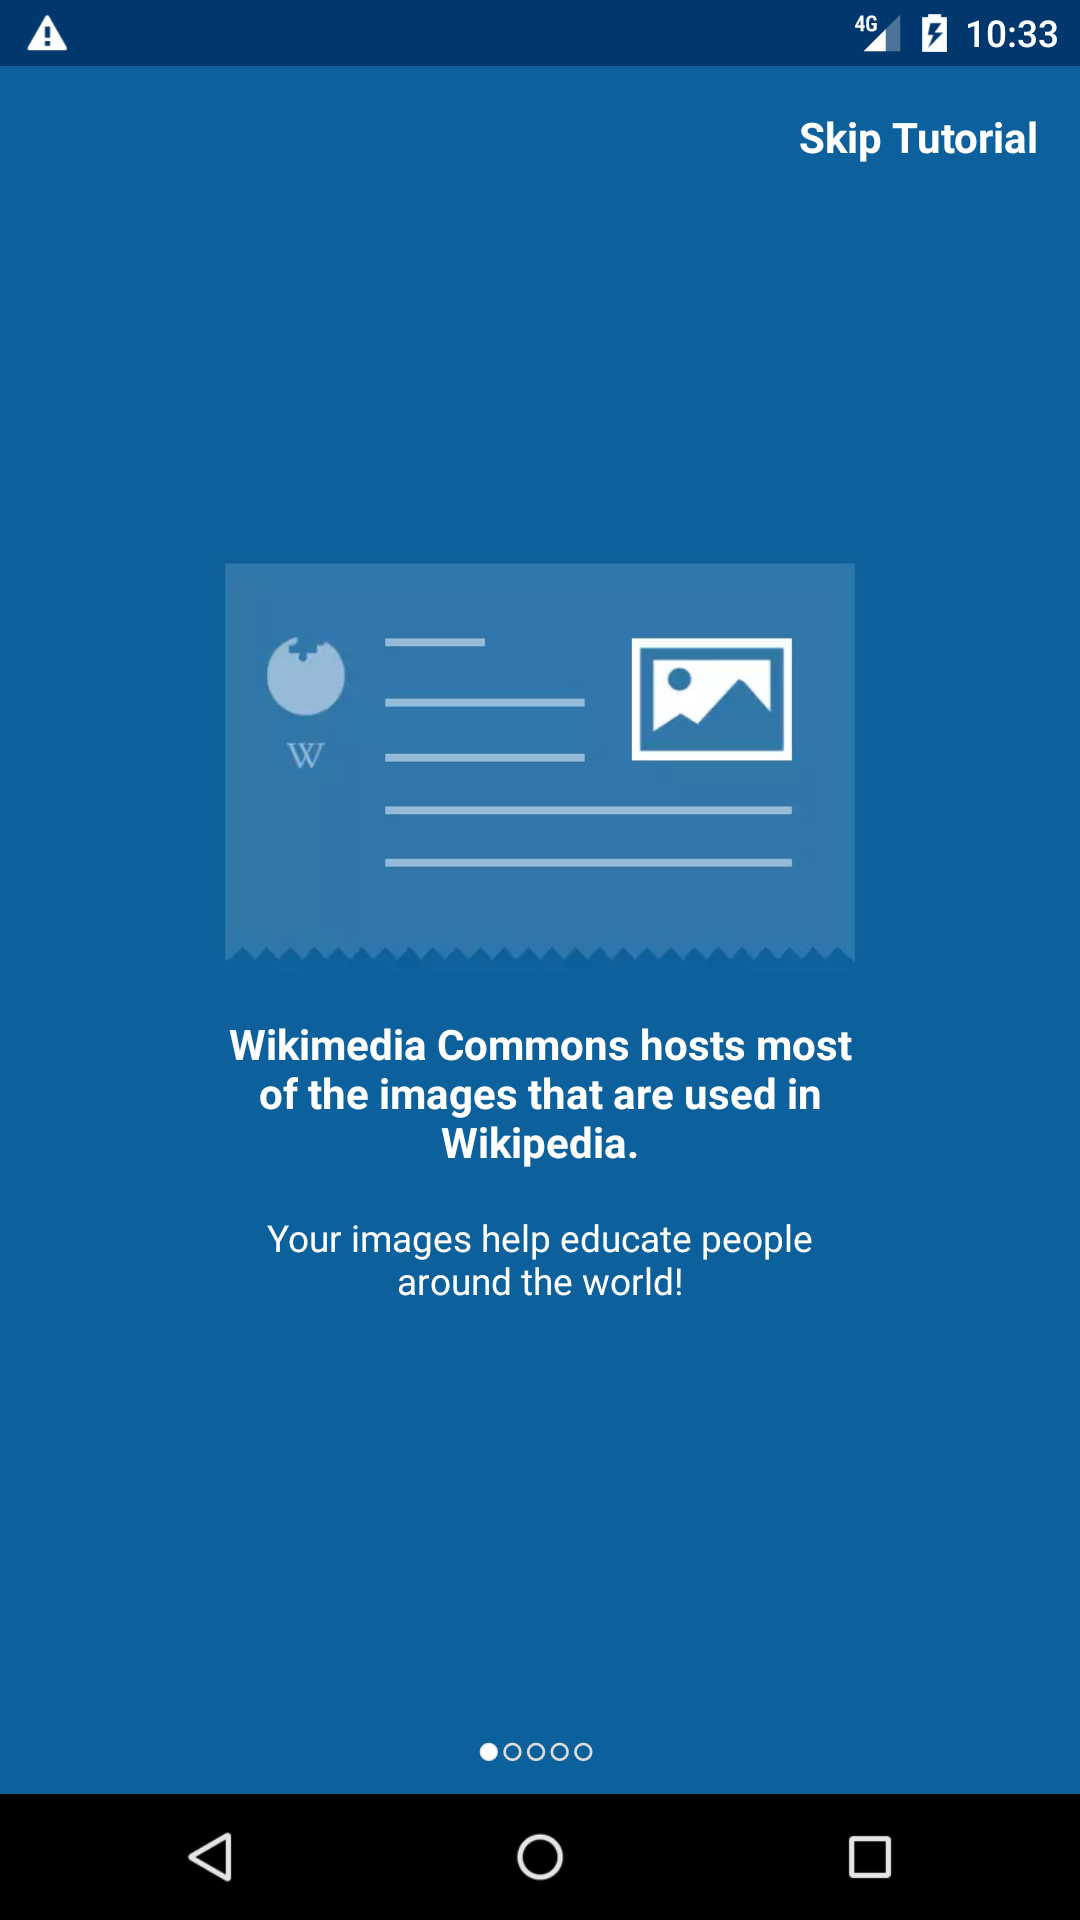 4G 10:33
Skip Tutorial
W
Wikimedia Commons hosts most
of the images that are used in
Wikipedia.
Your images help educate people
around the world!